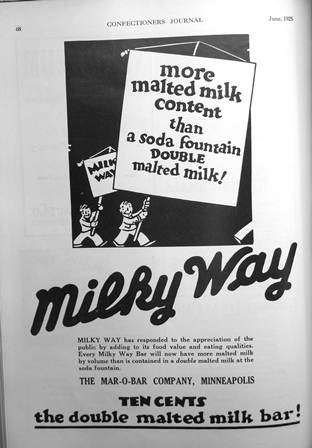 68
CONFECTIONERS JOURNAL
June, 1925
more
malted milk
content
than
a soda fountain
DOUBLE
malted milk!
MILKY
WAY
Milky Way
MILKY WAY has responded to the appreciation of the
public by adding to its food value and eating qualities.
Every Milky Way Bar will now have more malted milk
by volume than is contained in a double malted milk at the
soda fountain.
THE MAR-O-BAR COMPANY, MINNEAPOLIS
TEN CENTS
the double malted milk bar!